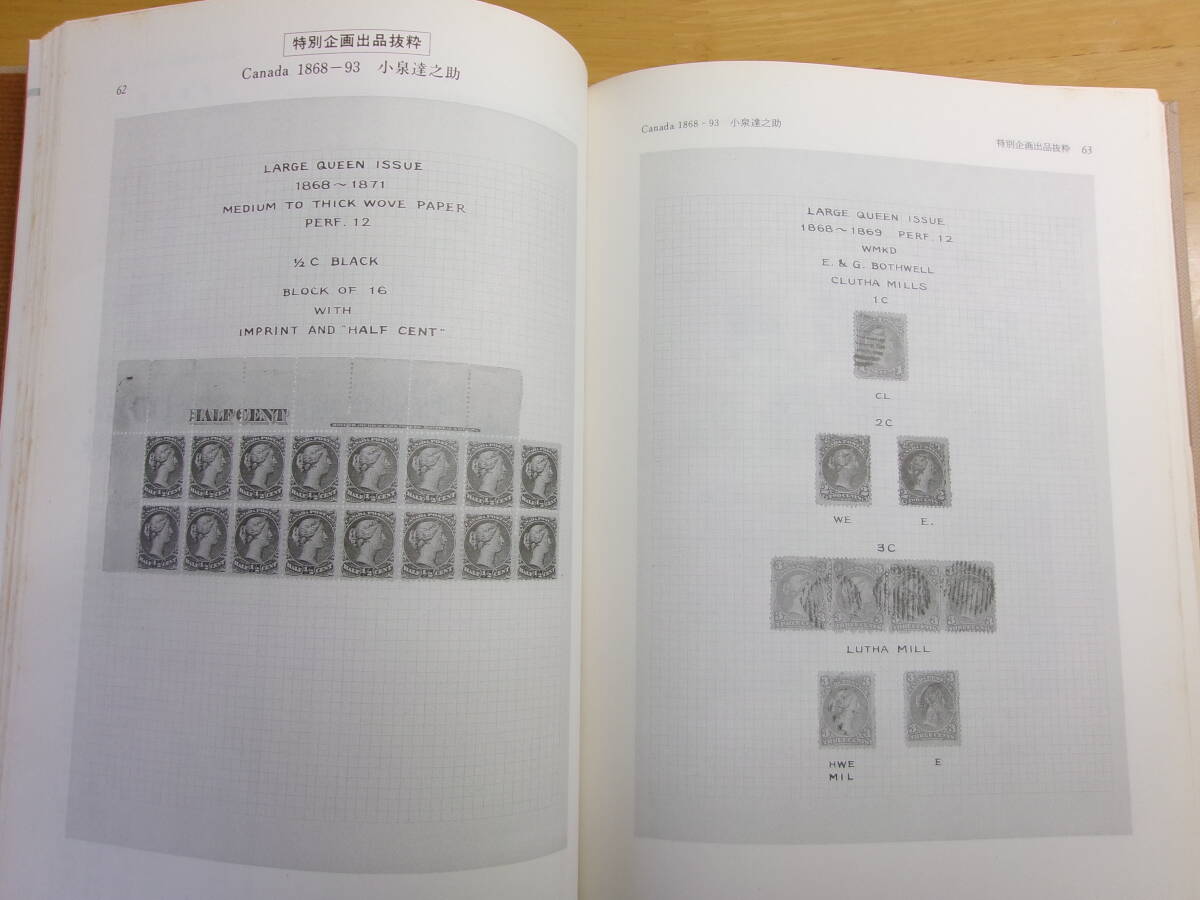 特別企画出品抜粋
Canada 1868－93 小泉達之助
62
LARGE QUEEN ISSUE
1868～1871
MEDIUM TO THICK WOVE PAPER
PERF. 12
½ C BLACK
BLOCK OF 16
WITH
IMPRINT AND "HALF CENT"
HALF CENT
Canada 1868‐93 小泉達之助
特別企画出品抜粋 63
LARGE QUEEN ISSUE
1868～1869 PERF. 12
WMKD
E. & G. BOTHWELL
CLUTHA MILLS
1C
CL
2C
WE E.
3C
LUTHA MILL
HWE E
MIL